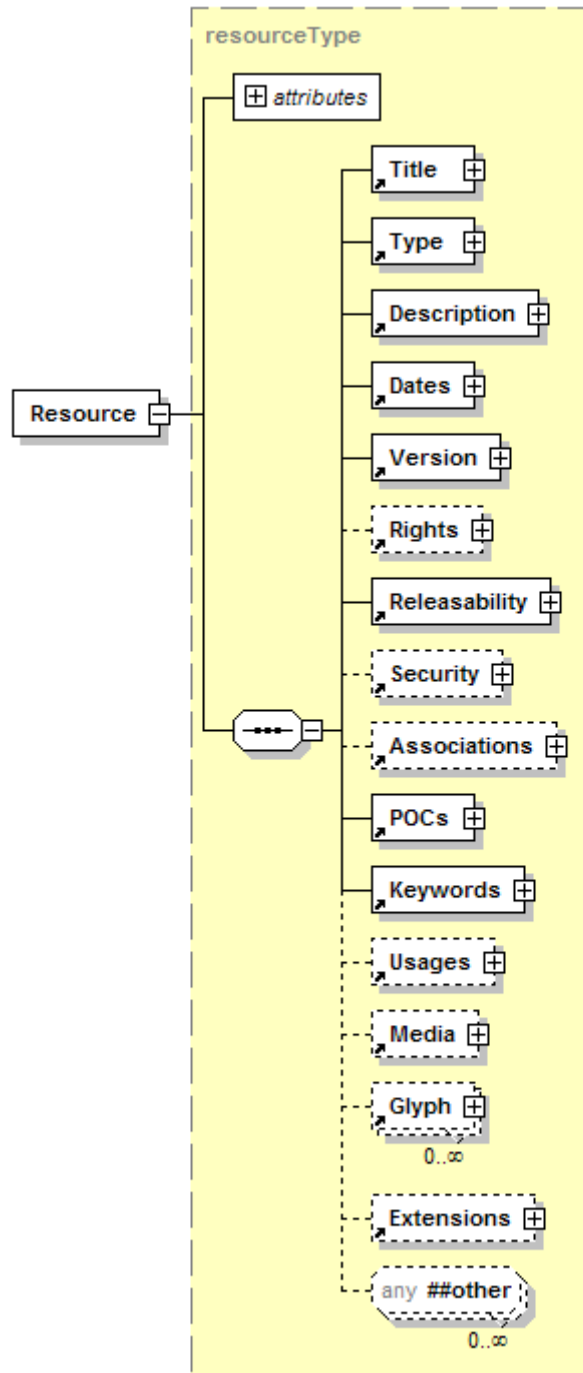 resourceType
attributes
Title
Type
Description
Dates
Resource
Version
Rights
Releasability
Security
Associations
POCs
Keywords
Usages
Media
Glyph
0..∞
Extensions
any ##other
0..∞